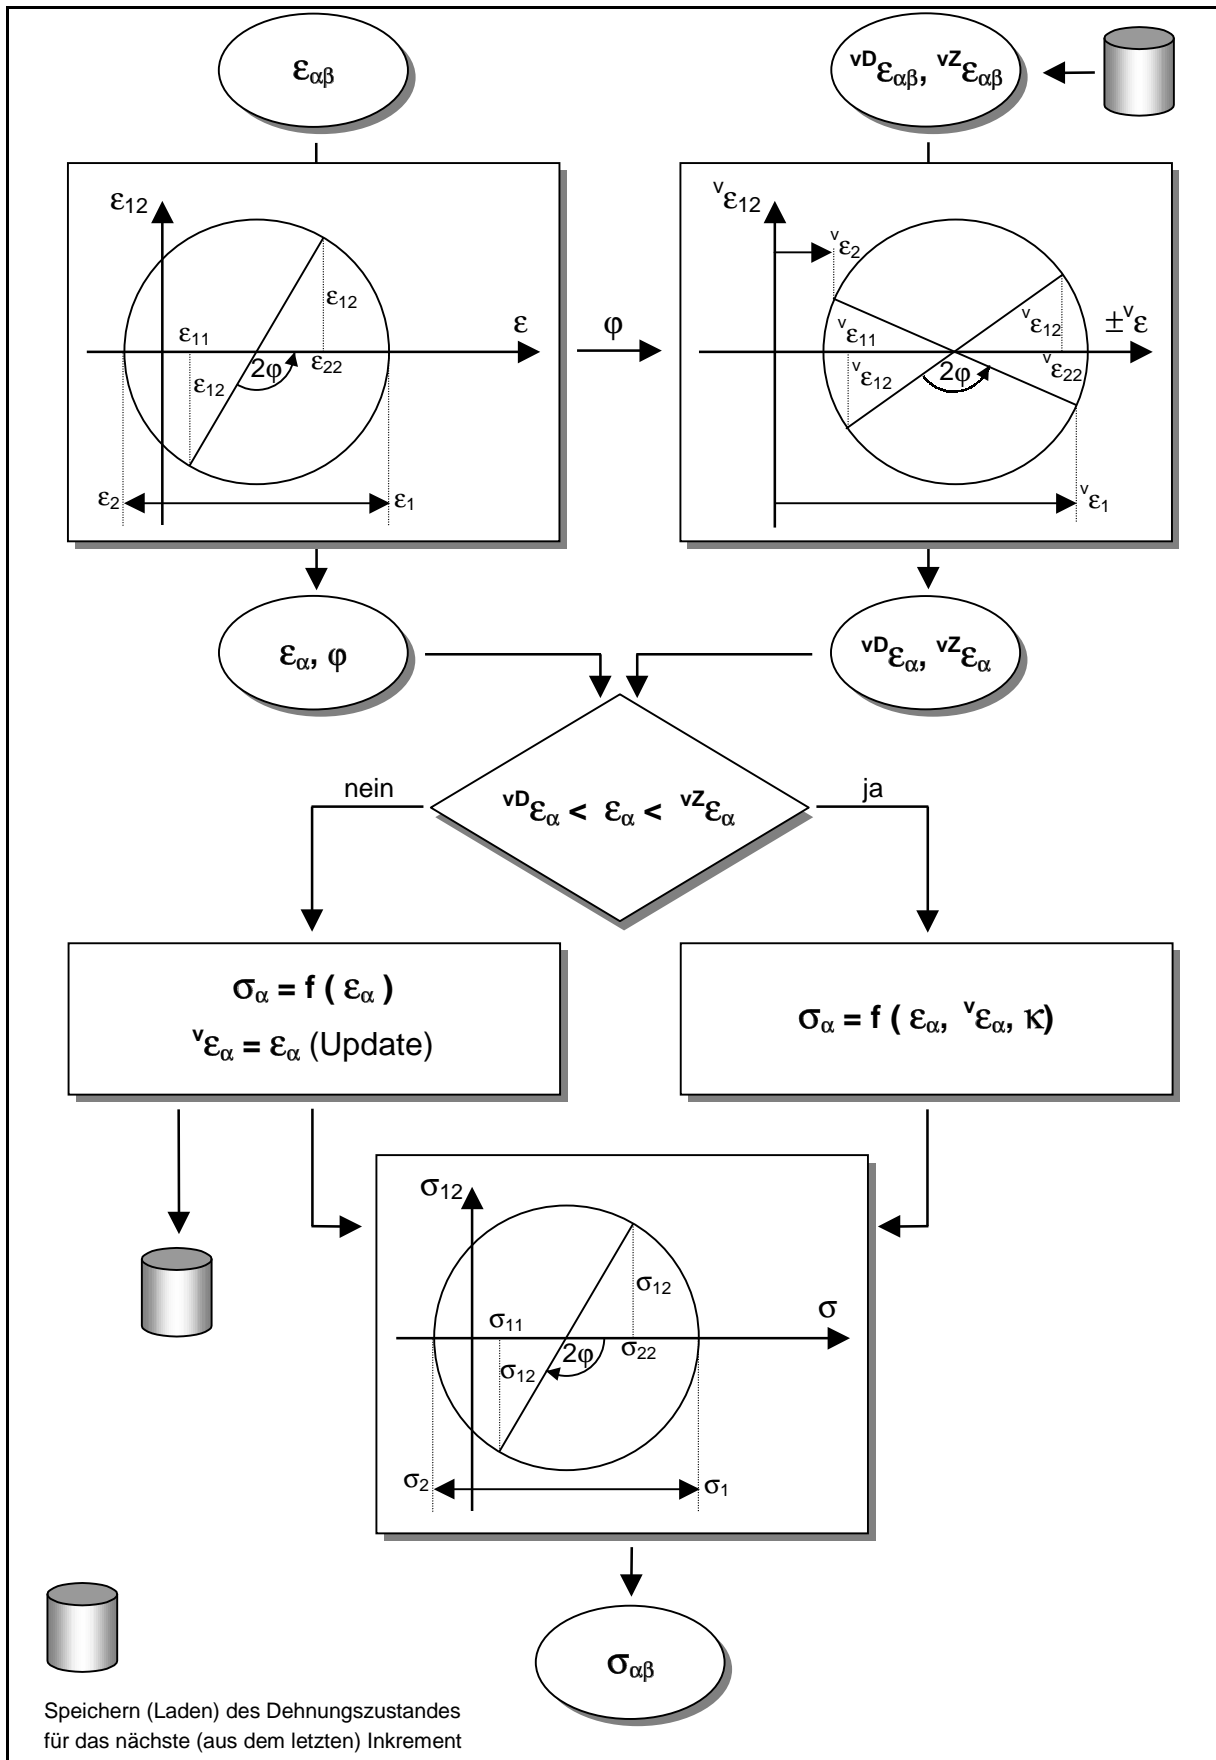 εαβ
vDεαβ, vZεαβ
ε12
ε12
ε11
ε
ε22
ε12
2φ
ε2
ε1
φ
vε12
vε2
vε11
vε12
±vε
vε12
2φ
vε22
vε1
εα, φ
vDεα, vZεα
nein
ja
vDεα < εα < vZεα
σα = f ( εα )
vεα = εα (Update)
σα = f ( εα, vεα, κ)
σ12
σ12
σ11
σ
σ22
σ12
2φ
σ2
σ1
σαβ
Speichern (Laden) des Dehnungszustandes
für das nächste (aus dem letzten) Inkrement